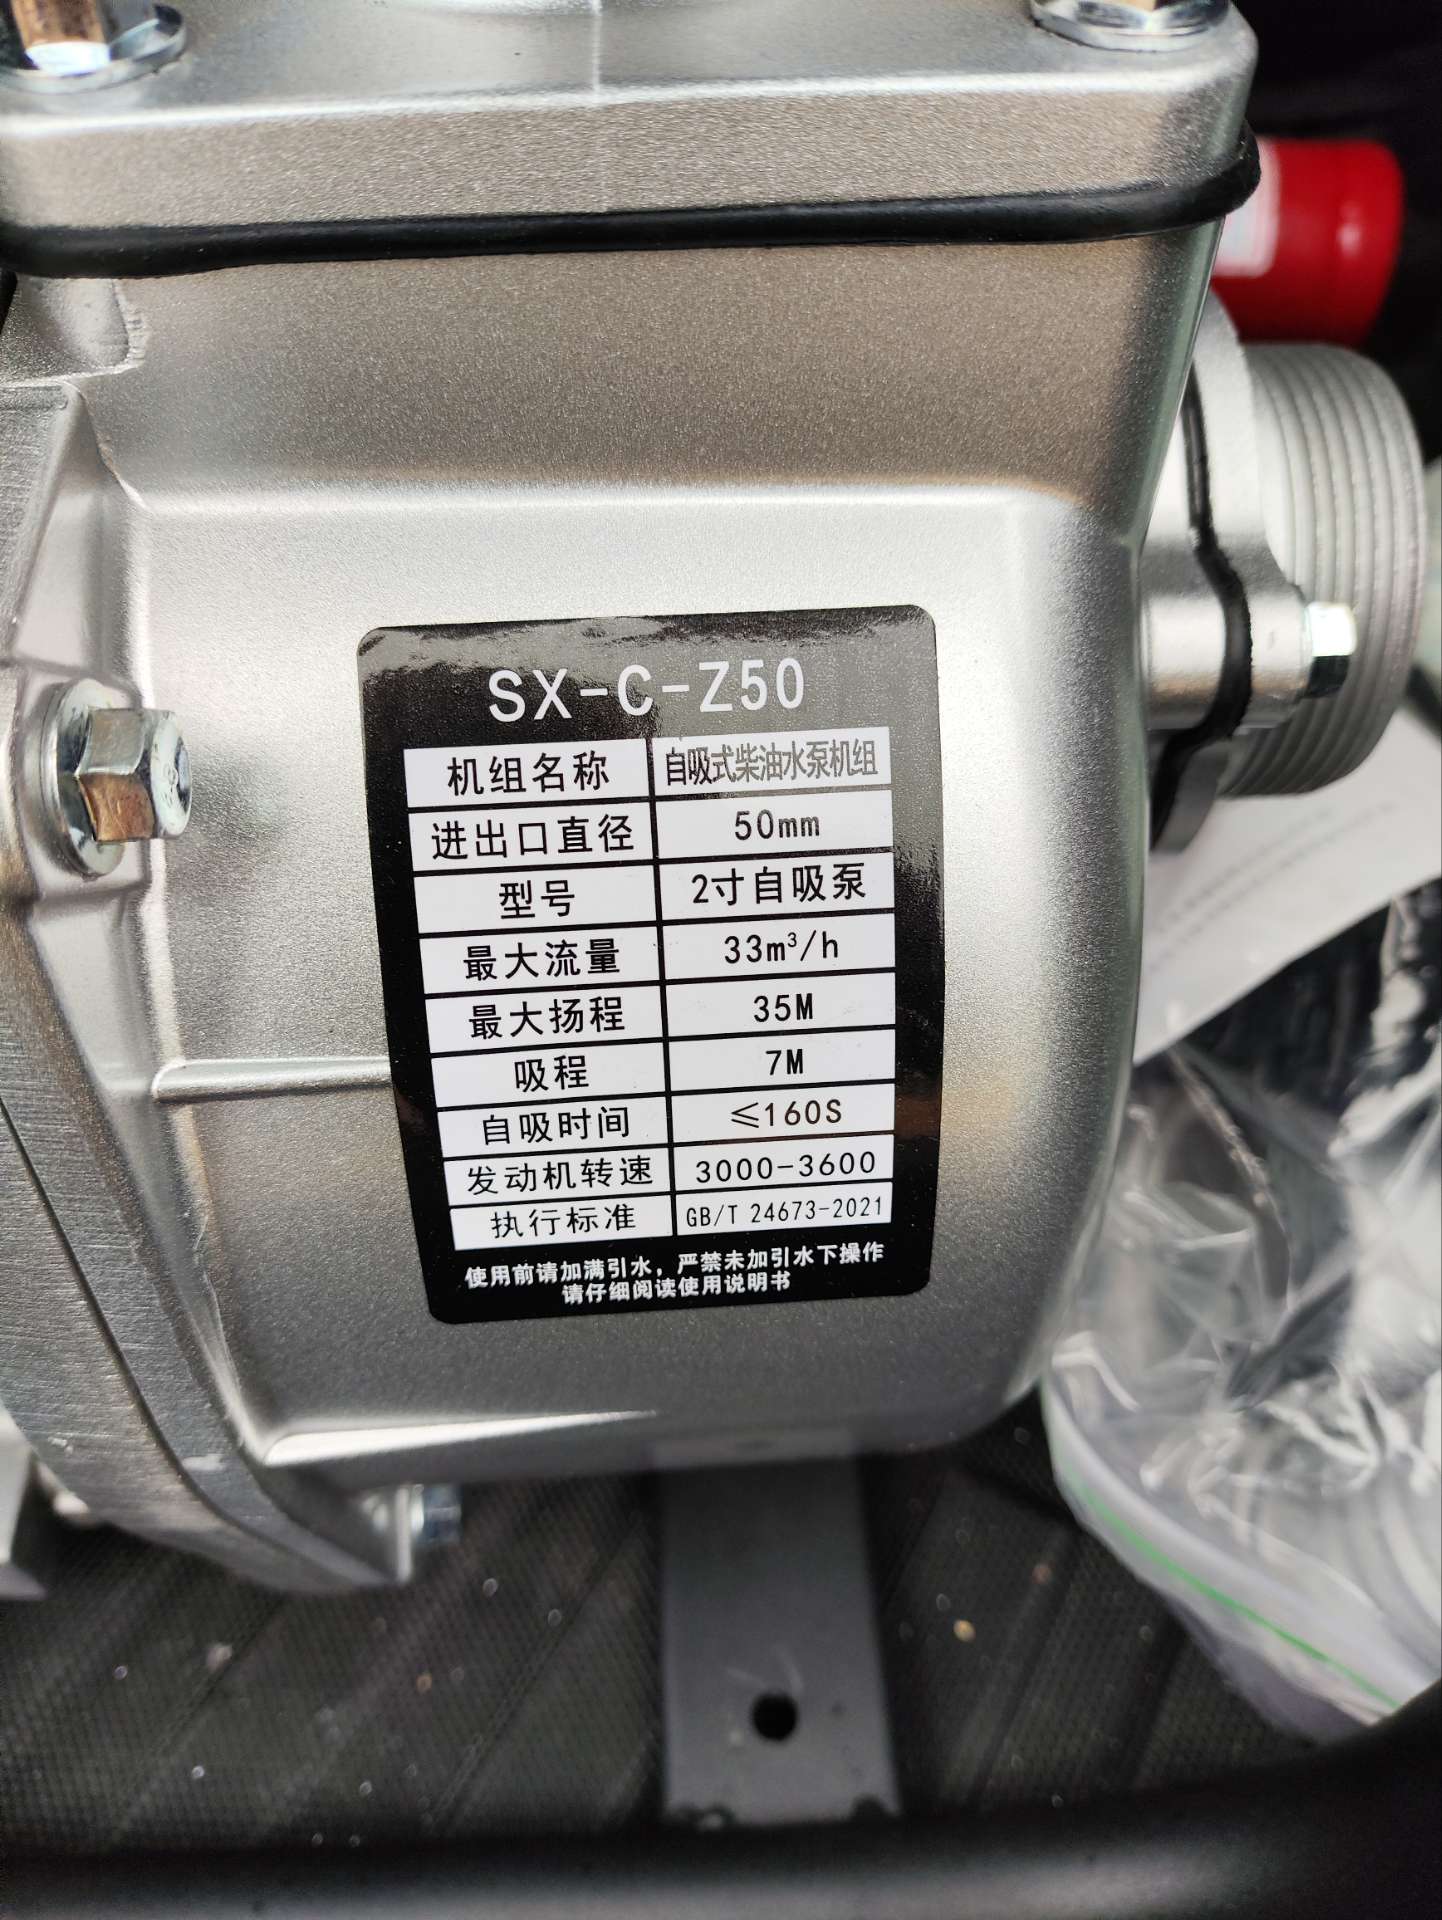 SX-C-Z50
机组名称 自吸式柴油水泵机组
进出口直径 50mm
型号 2寸自吸泵
最大流量 33m³/h
最大扬程 35M
吸程 7M
自吸时间 ≤160S
发动机转速 3000-3600
执行标准 GB/T 24673-2021
使用前请加满引水，严禁未加引水下操作
请仔细阅读使用说明书